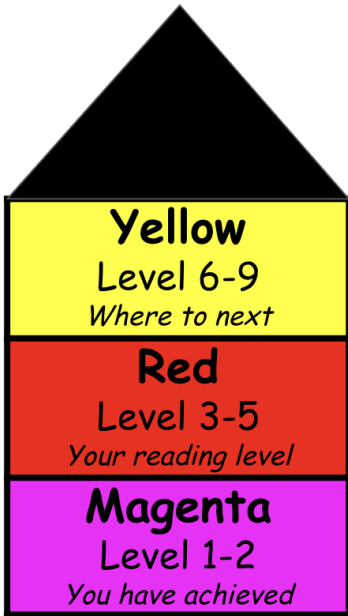 Yellow
Level 6-9
Where to next
Red
Level 3-5
Your reading level
Magenta
Level 1-2
You have achieved